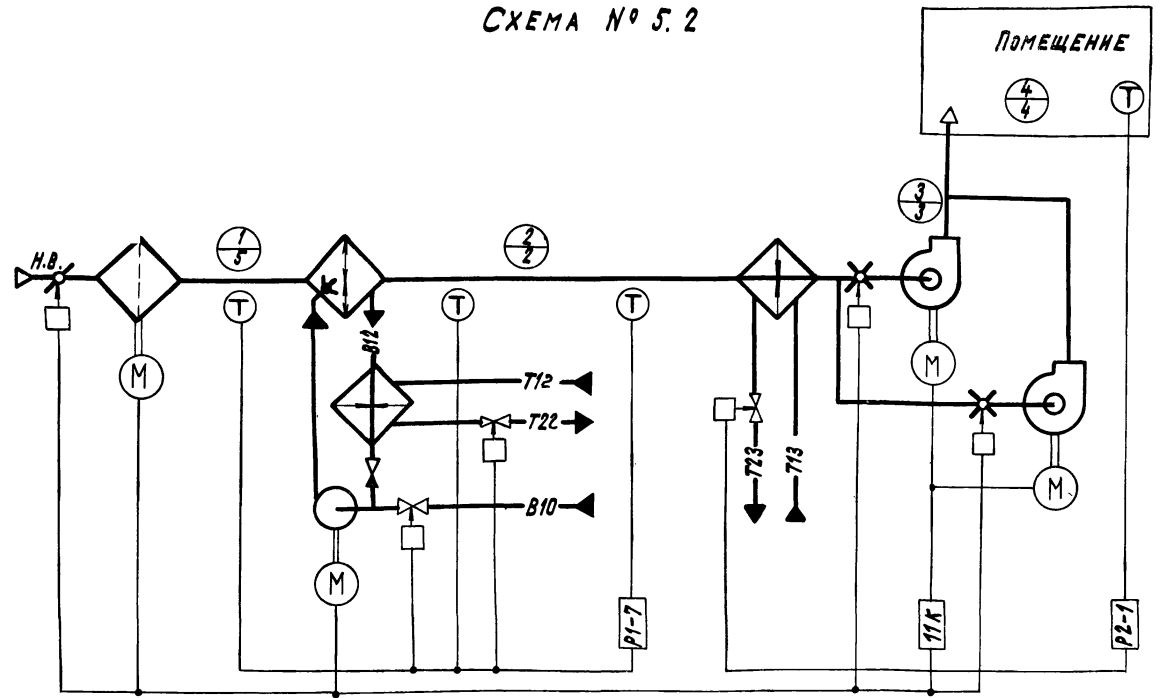 СХЕМА № 5.2
ПОМЕЩЕНИЕ
4
4
Т
3
3
Н.В.
1
5
2
2
Т
Т
Т
В12
М
М
Т12
Т22
Т23
Т13
В10
М
М
Р1-7
11К
Р2-1